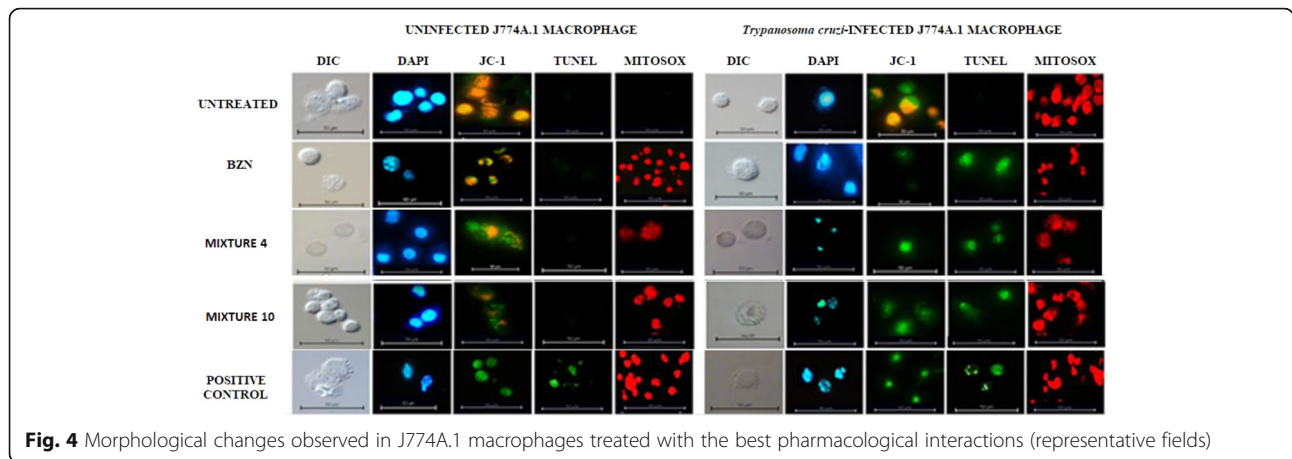 UNINFECTED J774A.1 MACROPHAGE Trypanosoma cruzi-INFECTED J774A.1 MACROPHAGE
DIC DAPI JC-1 TUNEL MITOSOX DIC DAPI JC-1 TUNEL MITOSOX
UNTREATED
BZN
MIXTURE 4
MIXTURE 10
POSITIVE
CONTROL
Fig. 4 Morphological changes observed in J774A.1 macrophages treated with the best pharmacological interactions (representative fields)